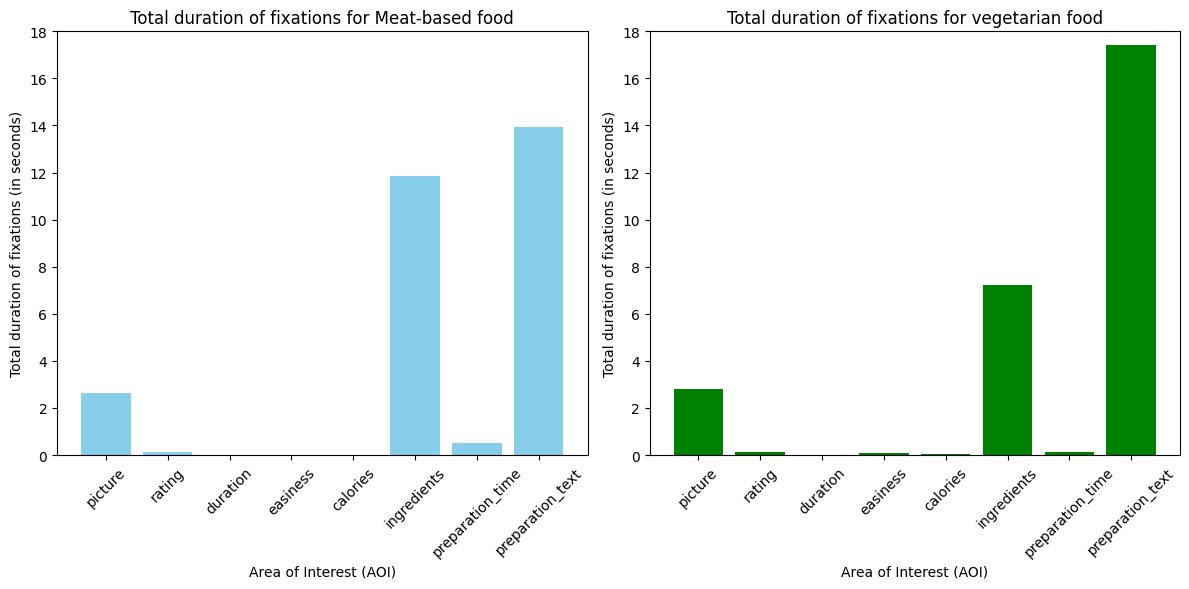 Total duration of fixations for Meat-based food
Total duration of fixations (in seconds)
18
16
14
12
10
8
6
4
2
0
picture
rating
duration
easiness
calories
ingredients
preparation_time
preparation_text
Area of Interest (AOI)
Total duration of fixations for vegetarian food
Total duration of fixations (in seconds)
18
16
14
12
10
8
6
4
2
0
picture
rating
duration
easiness
calories
ingredients
preparation_time
preparation_text
Area of Interest (AOI)